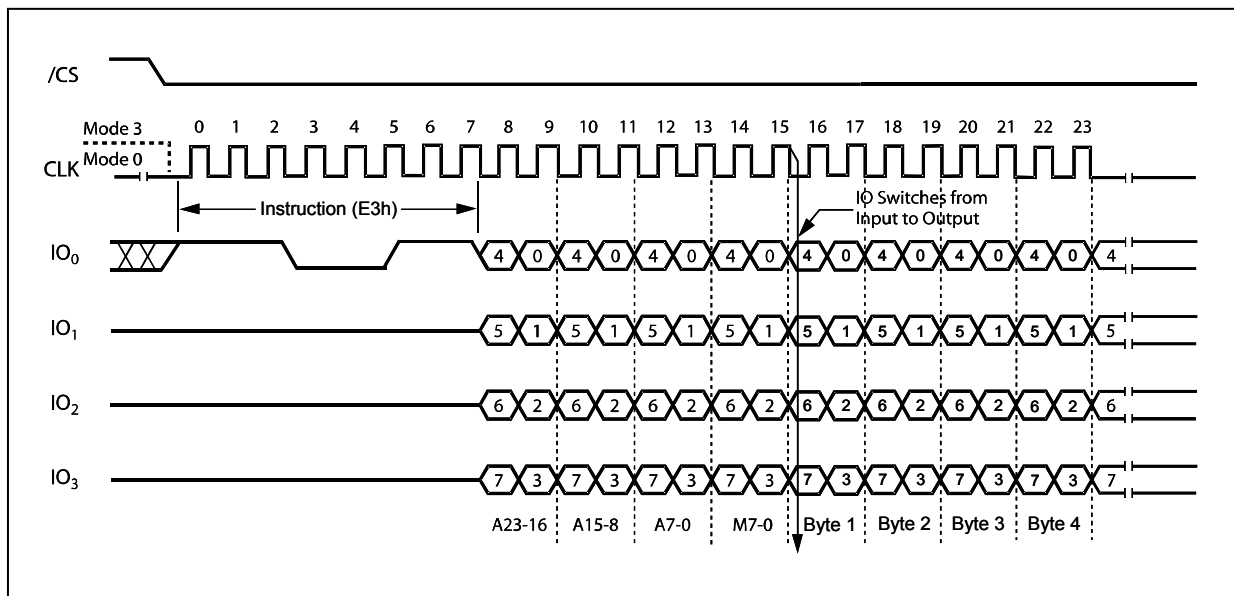 /CS
Mode 3
0 1 2 3 4 5 6 7 8 9 10 11 12 13 14 15 16 17 18 19 20 21 22 23
Mode 0
CLK
Instruction (E3h)
IO Switches from
Input to Output
IO0
4 0 4 0 4 0 4 0 4 0 4 0 4 0 4 0 4
IO1
5 1 5 1 5 1 5 1 5 1 5 1 5 1 5 1 5
IO2
6 2 6 2 6 2 6 2 6 2 6 2 6 2 6 2 6
IO3
7 3 7 3 7 3 7 3 7 3 7 3 7 3 7 3 7
A23-16 A15-8 A7-0 M7-0 Byte 1 Byte 2 Byte 3 Byte 4